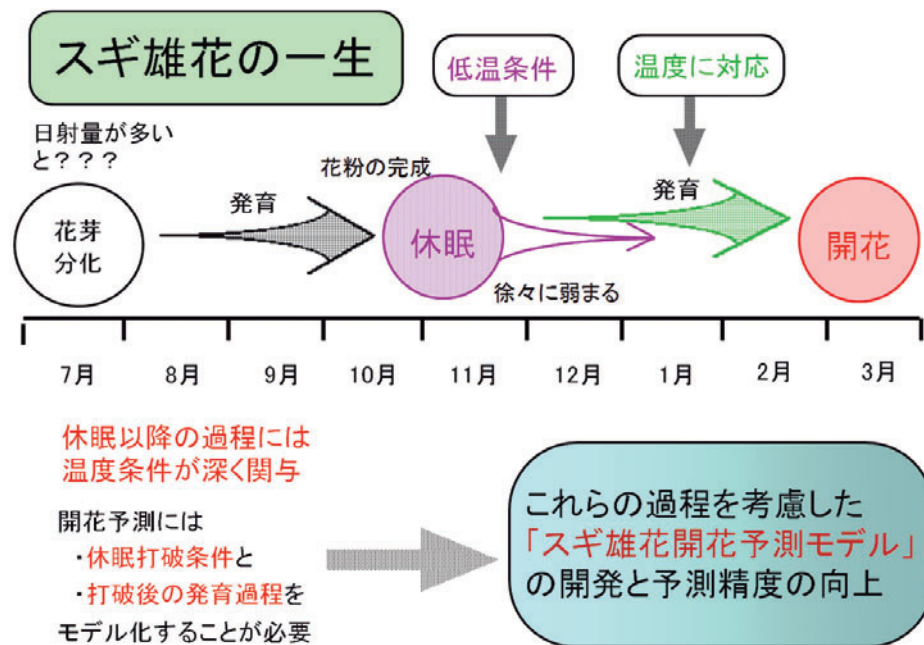 スギ雄花の一生
低温条件
温度に対応
日射量が多い
と？？？
花粉の完成
花芽
分化
発育
休眠
発育
開花
徐々に弱まる
7月 8月 9月 10月 11月 12月 1月 2月 3月
休眠以降の過程には
温度条件が深く関与
開花予測には
・休眠打破条件と
・打破後の発育過程を
モデル化することが必要
これらの過程を考慮した
「スギ雄花開花予測モデル」
の開発と予測精度の向上